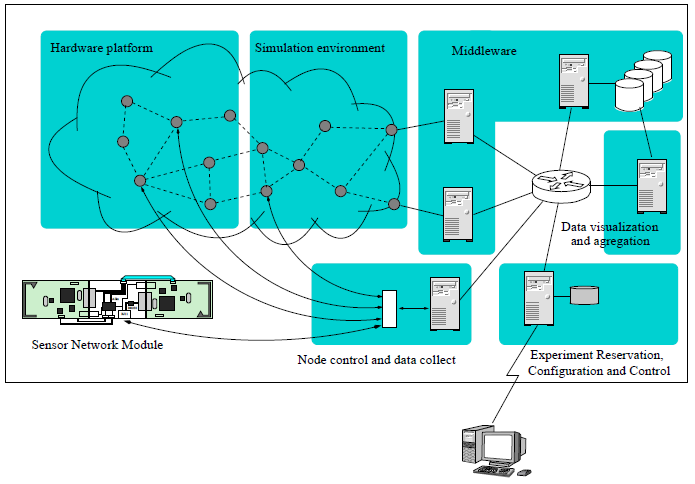 Hardware platform
Simulation environment
Middleware
Data visualization
and agregation
Sensor Network Module
Node control and data collect
Experiment Reservation,
Configuration and Control